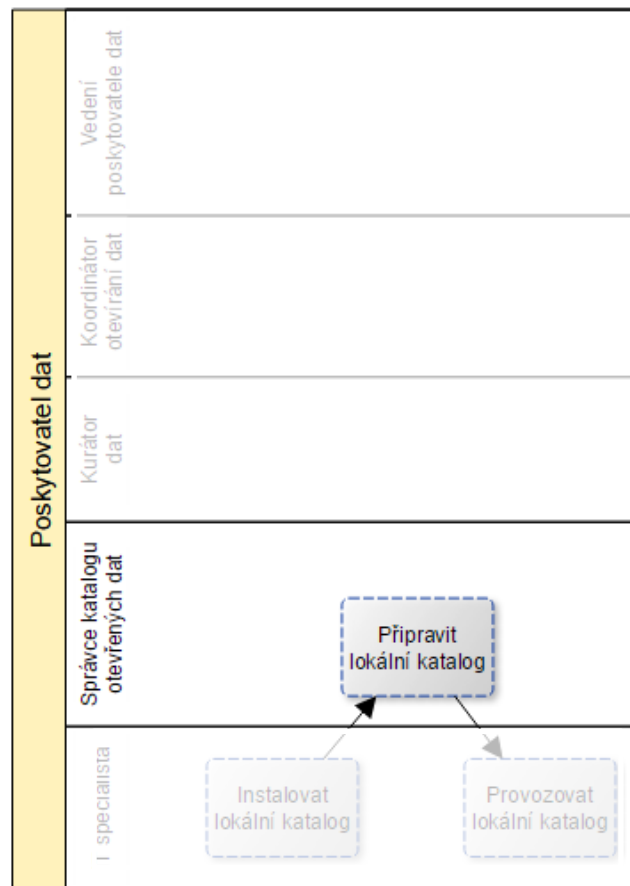 Poskytovatel dat
Vedení
poskytovatele dat
Koordinátor
otevírání dat
Kurátor
dat
Správce katalogu
otevřených dat
Připravit
lokální katalog
I specialista
Instalovat
lokální katalog
Provozovat
lokální katalog